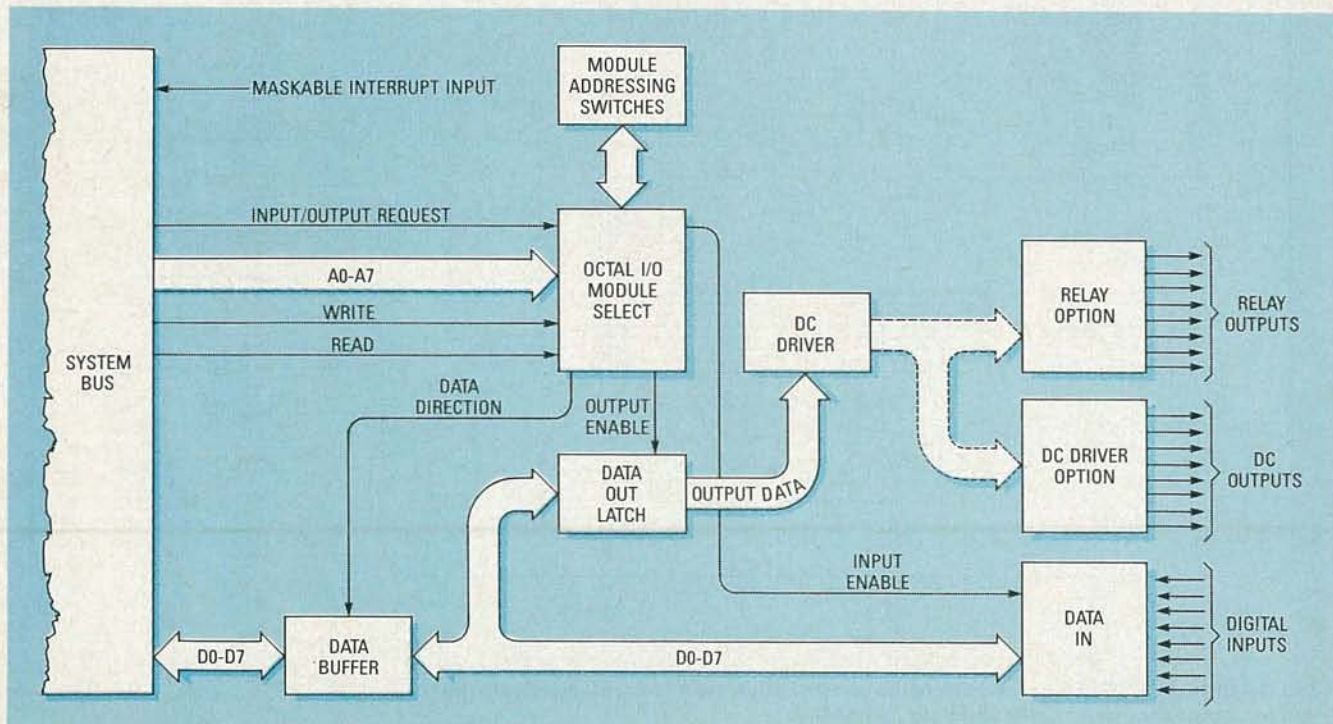 MODULE
ADDRESSING
SWITCHES
MASKABLE INTERRUPT INPUT
INPUT/OUTPUT REQUEST
A0-A7
WRITE
READ
OCTAL I/O
MODULE
SELECT
SYSTEM
BUS
DATA
DIRECTION
OUTPUT
ENABLE
DC
DRIVER
RELAY
OPTION
RELAY
OUTPUTS
DC DRIVER
OPTION
DC
OUTPUTS
DATA
OUT
LATCH
OUTPUT DATA
INPUT
ENABLE
DATA
IN
DIGITAL
INPUTS
D0-D7
DATA
BUFFER
D0-D7